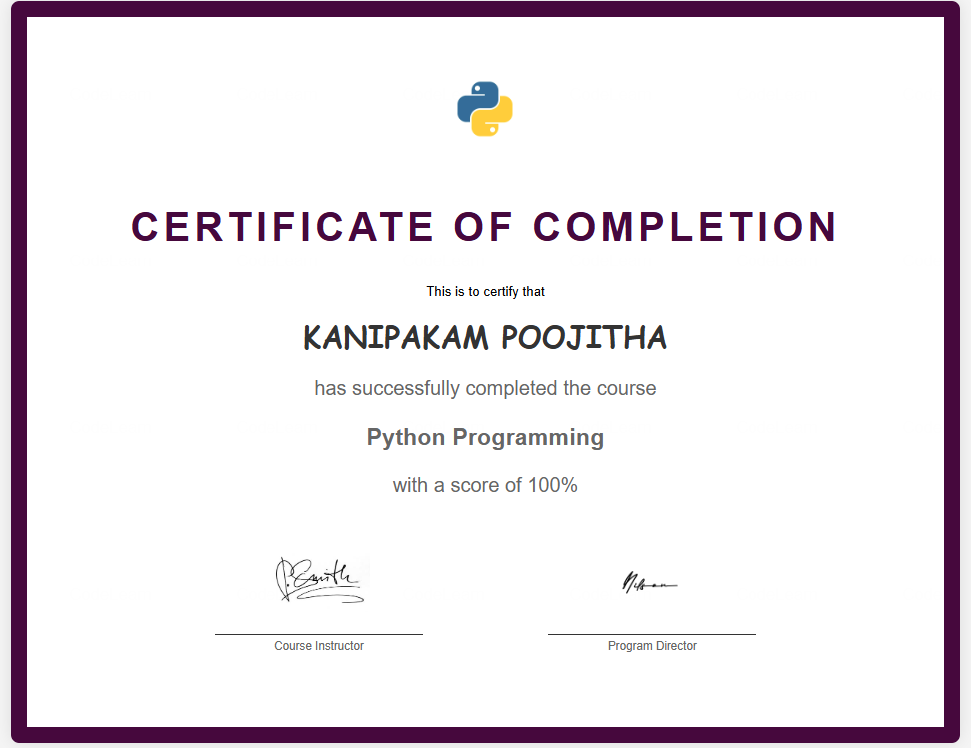 CERTIFICATE OF COMPLETION
This is to certify that
KANIPAKAM POOJITHA
has successfully completed the course
Python Programming
with a score of 100%
P.Smith
Course Instructor
Program Director